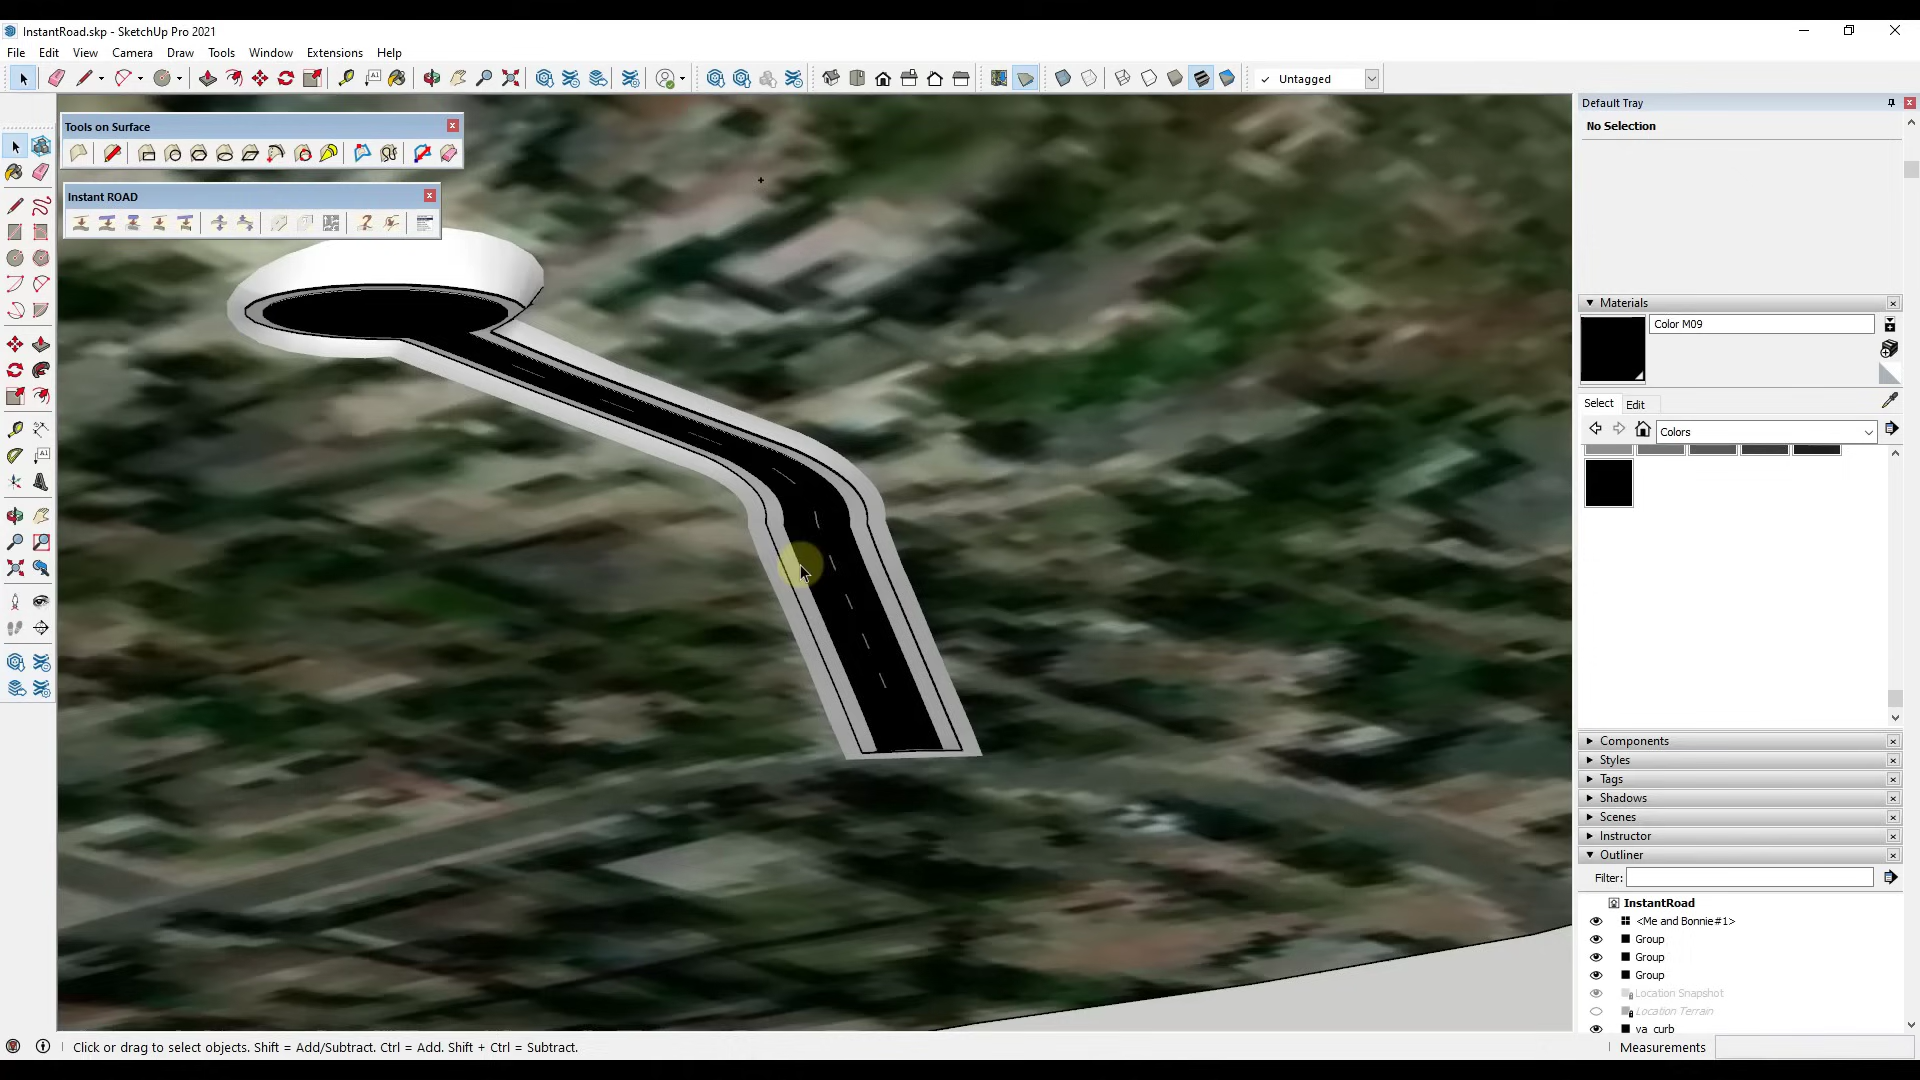 InstantRoad.skp - SketchUp Pro 2021
File Edit View Camera Draw Tools Window Extensions Help
Untagged
Default Tray
No Selection
Tools on Surface
Instant ROAD
Materials
Color M09
Select Edit
Colors
Components
Styles
Tags
Shadows
Scenes
Instructor
Outliner
Filter:
InstantRoad
<Me and Bonnie#1>
Group
Group
Group
Location Snapshot
Location Terrain
va_curb
Click or drag to select objects. Shift = Add/Subtract. Ctrl = Add. Shift + Ctrl = Subtract.
Measurements